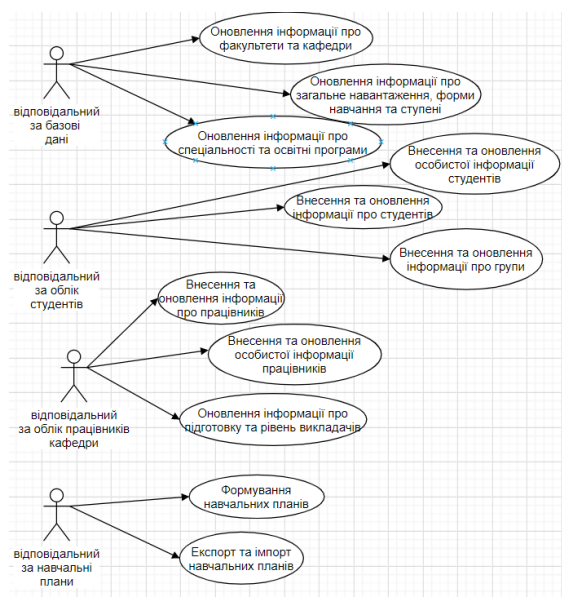 Оновлення інформації про
факультети та кафедри
Оновлення інформації про
загальне навантаження, форми
навчання та ступені
відповідальний
за базові
дані
Оновлення інформації про
спеціальності та освітні програми
Внесення та оновлення
особистої інформації
студентів
Внесення та оновлення
інформації про студентів
Внесення та оновлення
інформації про групи
відповідальний
за облік
студентів
Внесення та
оновлення інформації
про працівників
Внесення та оновлення
особистої інформації
працівників
відповідальний
за облік працівників
кафедри
Оновлення інформації про
підготовку та рівень викладачів
Формування
навчальних планів
відповідальний
за навчальні
плани
Експорт та імпорт
навчальних планів